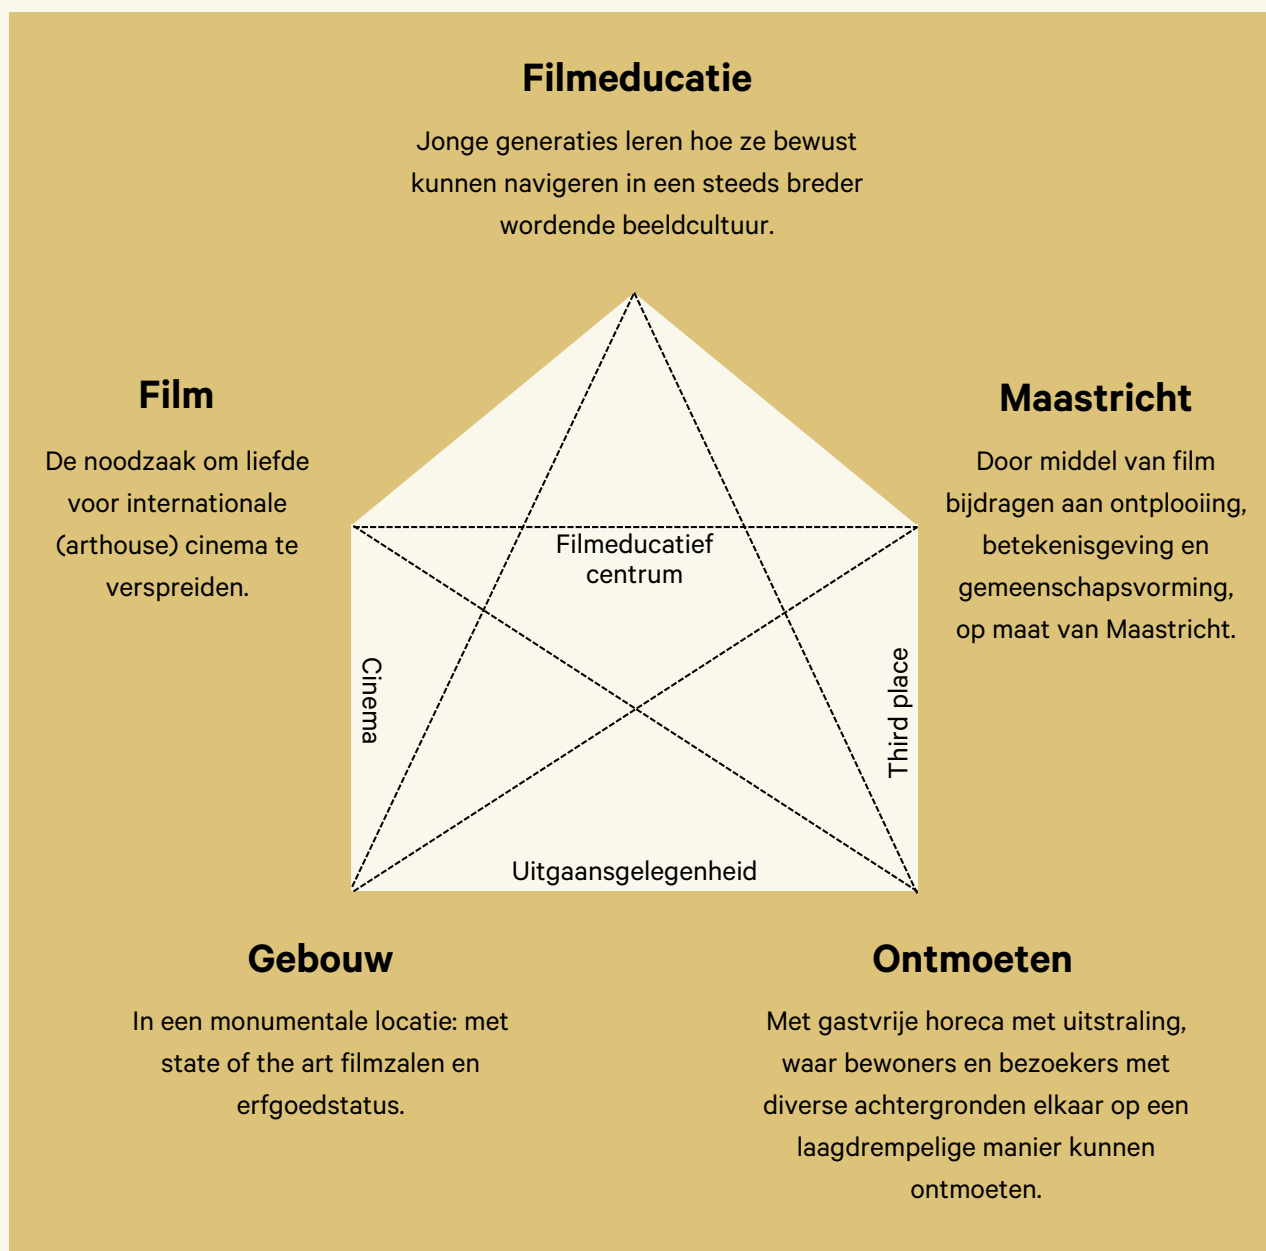 Filmeducatie
Jonge generaties leren hoe ze bewust
kunnen navigeren in een steeds breder
wordende beeldcultuur.
Film
De noodzaak om liefde
voor internationale
(arthouse) cinema te
verspreiden.
Maastricht
Door middel van film
bijdragen aan ontplooiing,
betekenisgeving en
gemeenschapsvorming,
op maat van Maastricht.
Filmeducatief
centrum
Cinema
Third place
Uitgaansgelegenheid
Gebouw
In een monumentale locatie: met
state of the art filmzalen en
erfgoedstatus.
Ontmoeten
Met gastvrije horeca met uitstraling,
waar bewoners en bezoekers met
diverse achtergronden elkaar op een
laagdrempelige manier kunnen
ontmoeten.